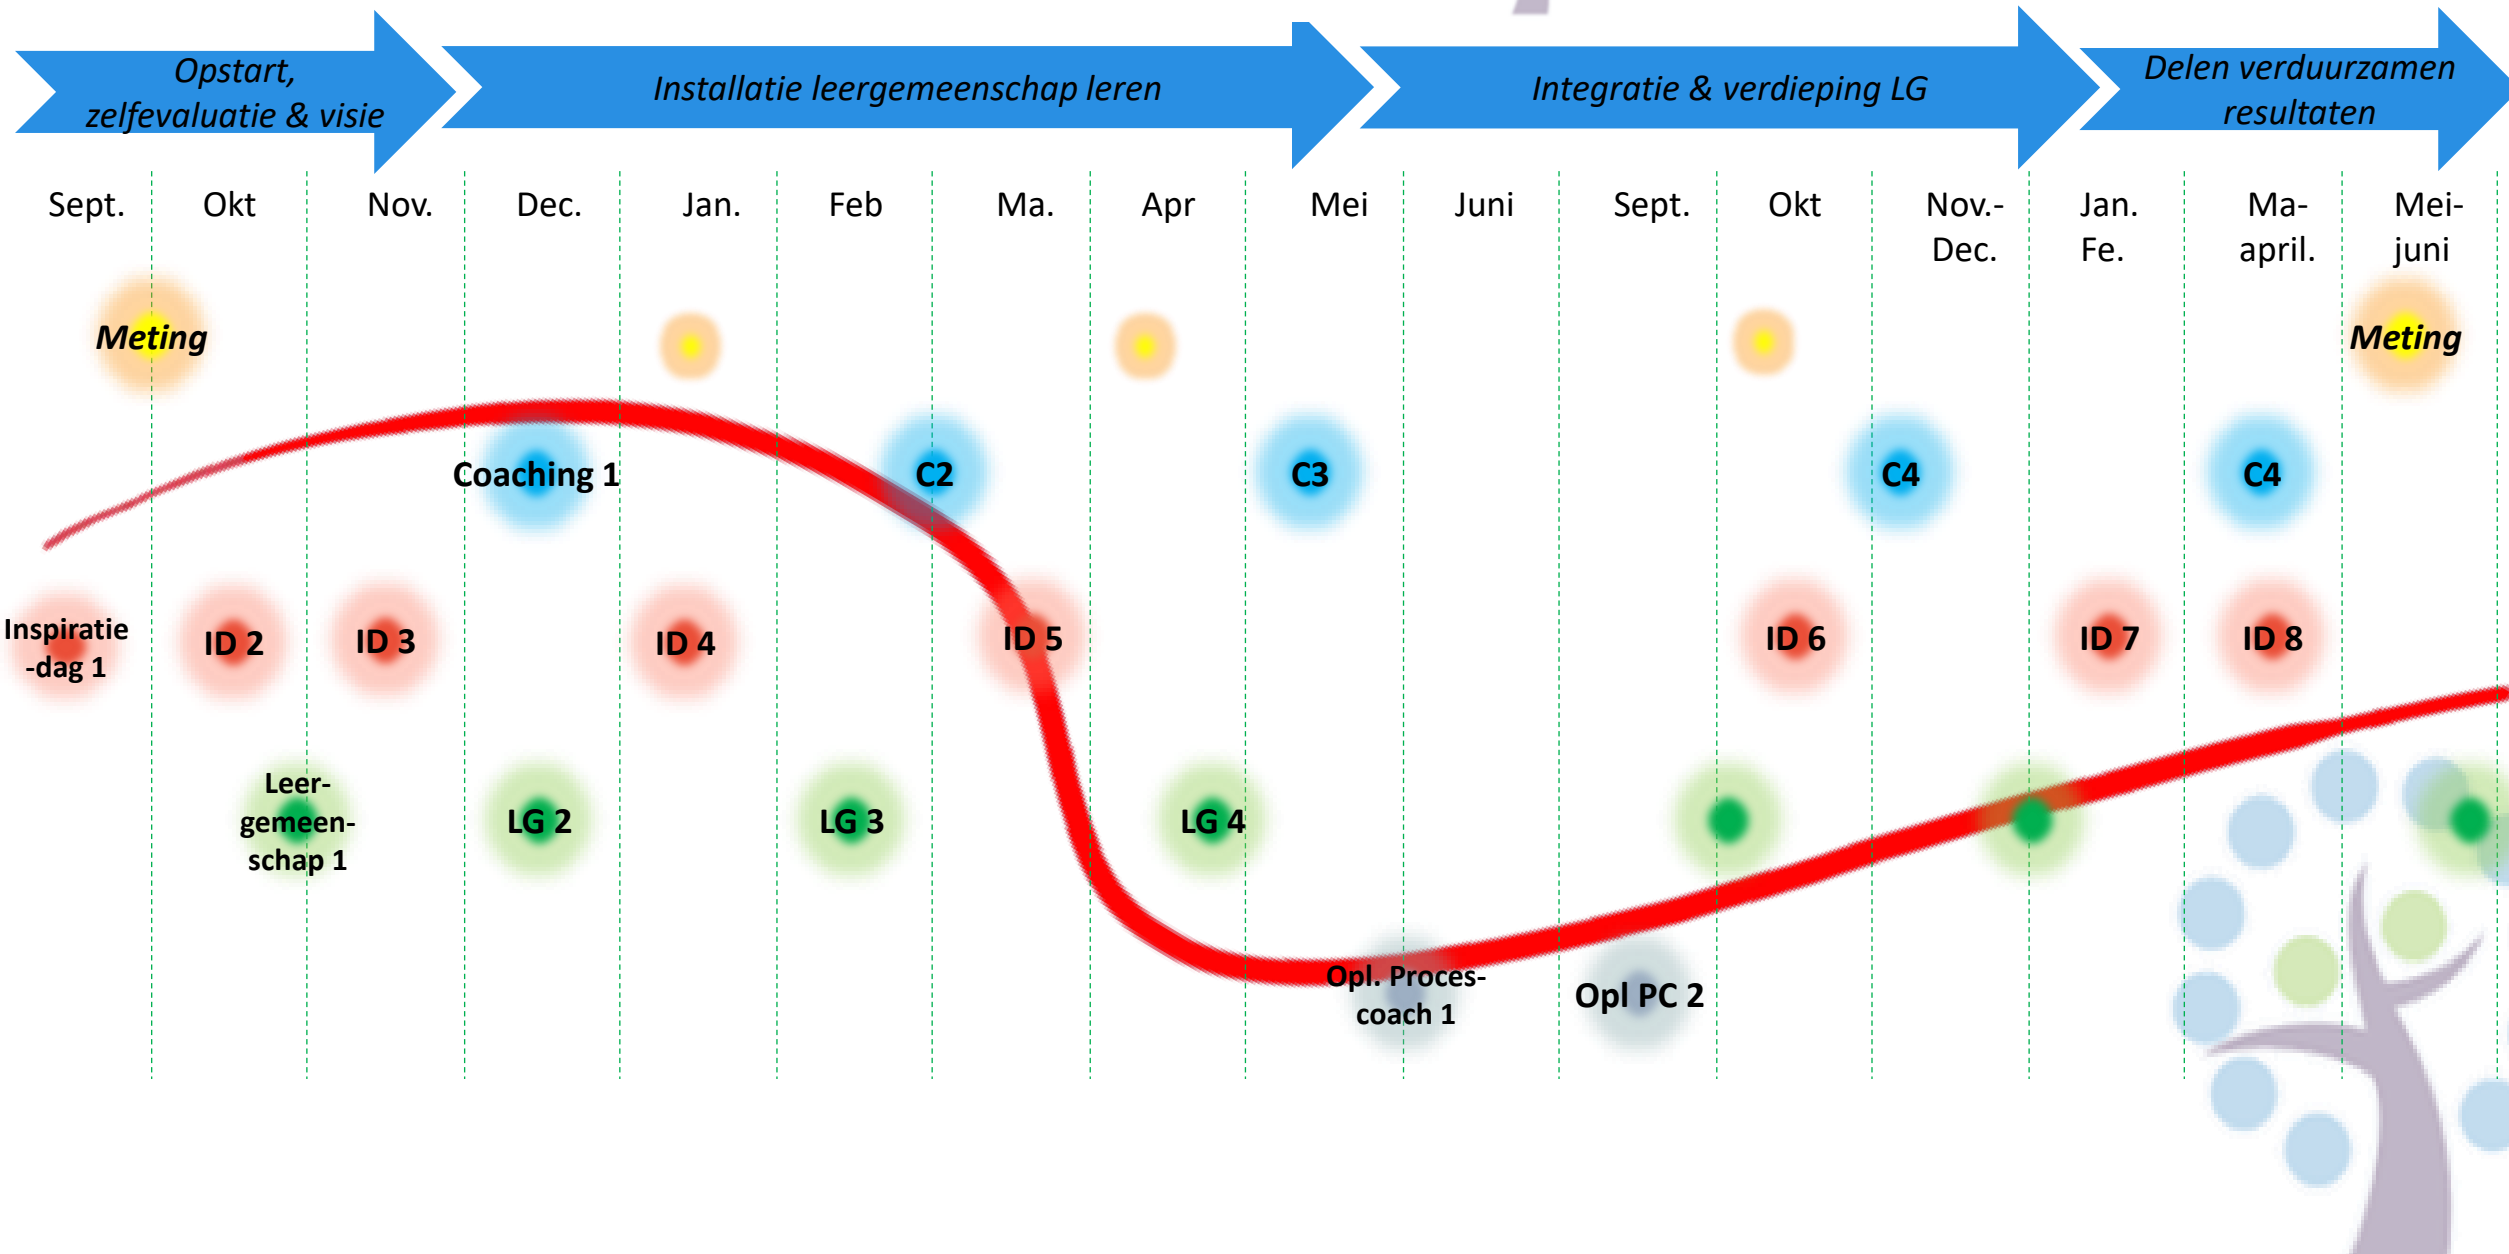 Opstart,
zelfevaluatie & visie
Installatie leergemeenschap leren
Integratie & verdieping LG
Delen verduurzamen
resultaten
Sept.
Okt
Nov.
Dec.
Jan.
Feb
Ma.
Apr
Mei
Juni
Sept.
Okt
Nov.-
Dec.
Jan.
Fe.
Ma-
april.
Mei-
juni
Meting
Meting
Coaching 1
C2
C3
C4
C4
Inspiratie
-dag 1
ID 2
ID 3
ID 4
ID 5
ID 6
ID 7
ID 8
Leer-
gemeen-
schap 1
LG 2
LG 3
LG 4
Opl. Proces-
coach 1
Opl PC 2